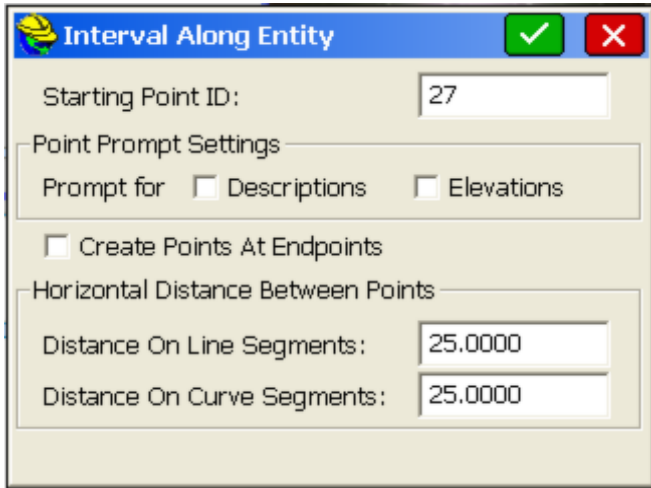 Interval Along Entity
Starting Point ID: 27
Point Prompt Settings
Prompt for Descriptions Elevations
Create Points At Endpoints
Horizontal Distance Between Points
Distance On Line Segments: 25.0000
Distance On Curve Segments: 25.0000